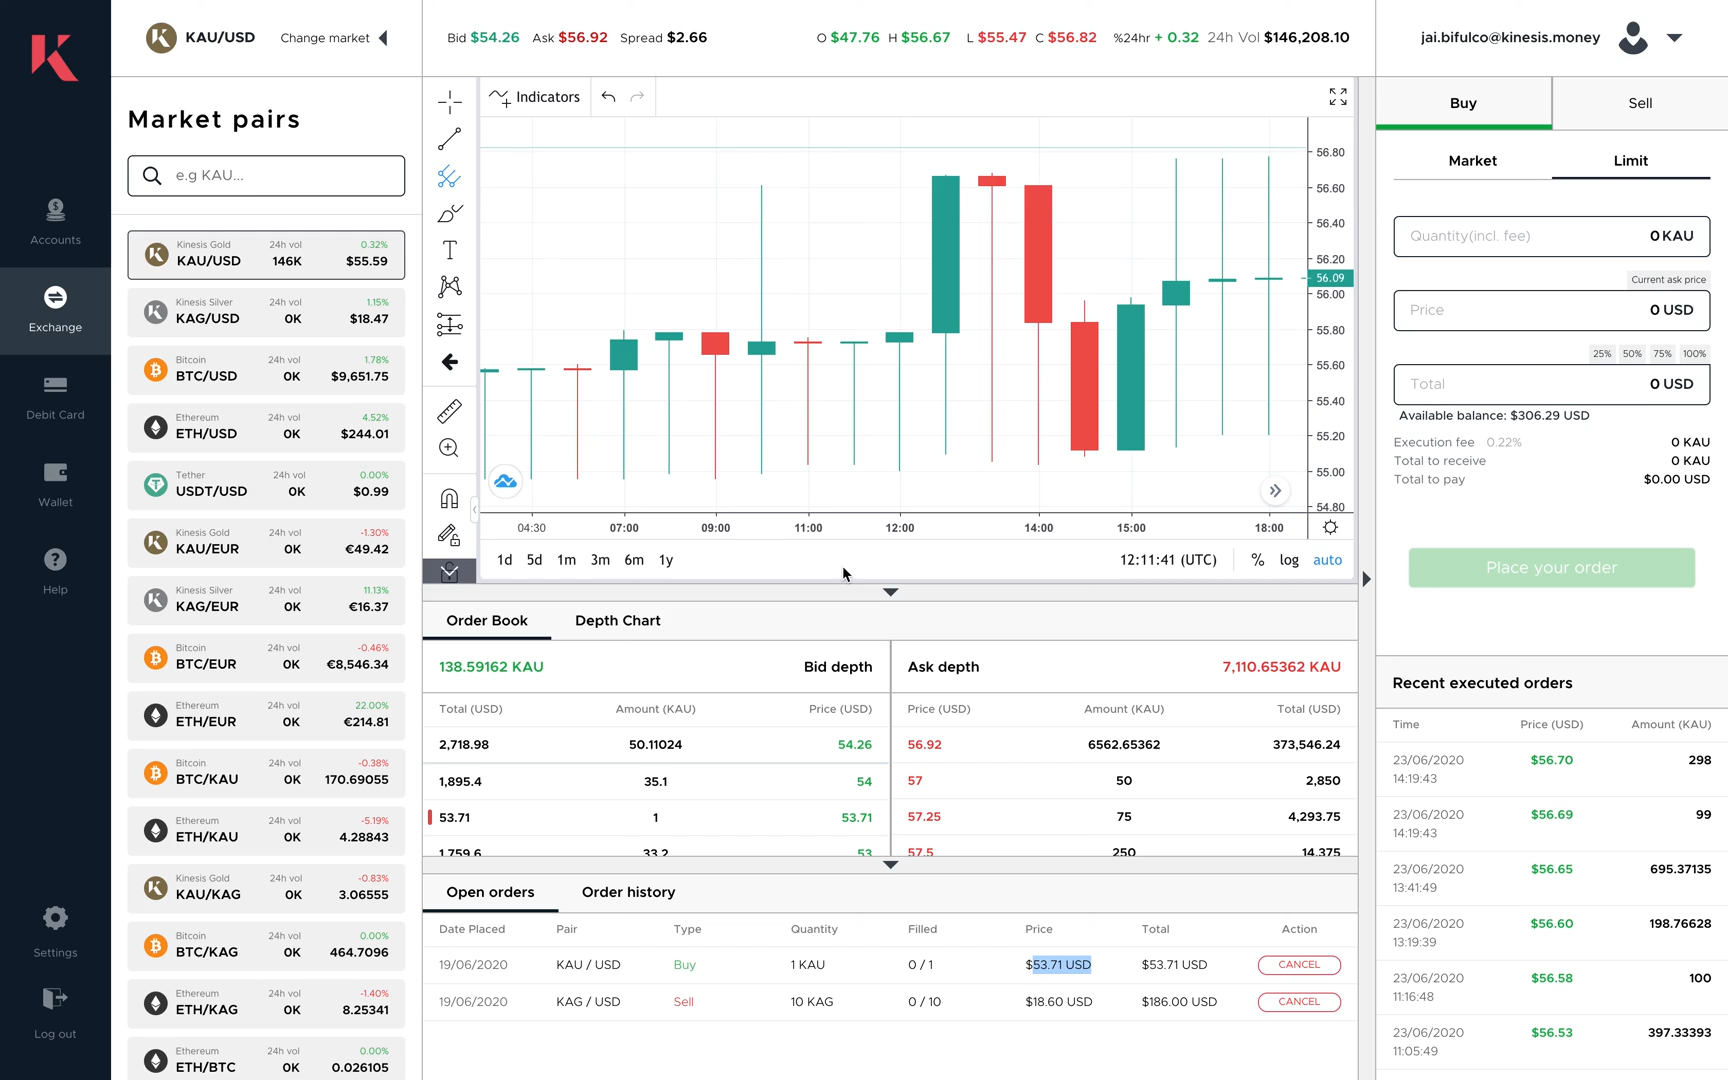 KAU/USD
Change market
Bid $54.26 Ask $56.92 Spread $2.66
O $47.76 H $56.67 L $55.47 C $56.82 %24hr + 0.32 24h Vol $146,208.10
jai.bifulco@kinesis.money
Accounts
Exchange
Debit Card
Wallet
Help
Settings
Log out
Market pairs
e.g KAU...
Kinesis Gold 24h vol 0.32%
KAU/USD 146K $55.59
Kinesis Silver 24h vol 1.15%
KAG/USD 0K $18.47
Bitcoin 24h vol 1.78%
BTC/USD 0K $9,651.75
Ethereum 24h vol 4.52%
ETH/USD 0K $244.01
Tether 24h vol 0.00%
USDT/USD 0K $0.99
Kinesis Gold 24h vol -1.30%
KAU/EUR 0K €49.42
Kinesis Silver 24h vol 11.13%
KAG/EUR 0K €16.37
Bitcoin 24h vol -0.46%
BTC/EUR 0K €8,546.34
Ethereum 24h vol 22.00%
ETH/EUR 0K €214.81
Bitcoin 24h vol -0.38%
BTC/KAU 0K 170.69055
Ethereum 24h vol -5.19%
ETH/KAU 0K 4.28843
Kinesis Gold 24h vol -0.83%
KAU/KAG 0K 3.06555
Bitcoin 24h vol 0.00%
BTC/KAG 0K 464.7096
Ethereum 24h vol -1.40%
ETH/KAG 0K 8.25341
Ethereum 24h vol 0.00%
ETH/BTC 0K 0.026105
Indicators
56.80
56.60
56.40
56.20
56.09
56.00
55.80
55.60
55.40
55.20
55.00
54.80
04:30 07:00 09:00 11:00 12:00 14:00 15:00 18:00
1d 5d 1m 3m 6m 1y 12:11:41 (UTC) % log auto
Order Book Depth Chart
138.59162 KAU Bid depth Ask depth 7,110.65362 KAU
Total (USD) Amount (KAU) Price (USD) Price (USD) Amount (KAU) Total (USD)
2,718.98 50.11024 54.26 56.92 6562.65362 373,546.24
1,895.4 35.1 54 57 50 2,850
53.71 1 53.71 57.25 75 4,293.75
1,759.6 33.2 53 57.5 250 14,375
Open orders Order history
Date Placed Pair Type Quantity Filled Price Total Action
19/06/2020 KAU / USD Buy 1 KAU 0 / 1 $53.71 USD $53.71 USD CANCEL
19/06/2020 KAG / USD Sell 10 KAG 0 / 10 $18.60 USD $186.00 USD CANCEL
Buy Sell
Market Limit
Quantity(incl. fee) 0 KAU
Current ask price
Price 0 USD
25% 50% 75% 100%
Total 0 USD
Available balance: $306.29 USD
Execution fee 0.22% 0 KAU
Total to receive 0 KAU
Total to pay $0.00 USD
Place your order
Recent executed orders
Time Price (USD) Amount (KAU)
23/06/2020 $56.70 298
14:19:43
23/06/2020 $56.69 99
14:19:43
23/06/2020 $56.65 695.37135
13:41:49
23/06/2020 $56.60 198.76628
13:19:39
23/06/2020 $56.58 100
11:16:48
23/06/2020 $56.53 397.33393
11:05:49